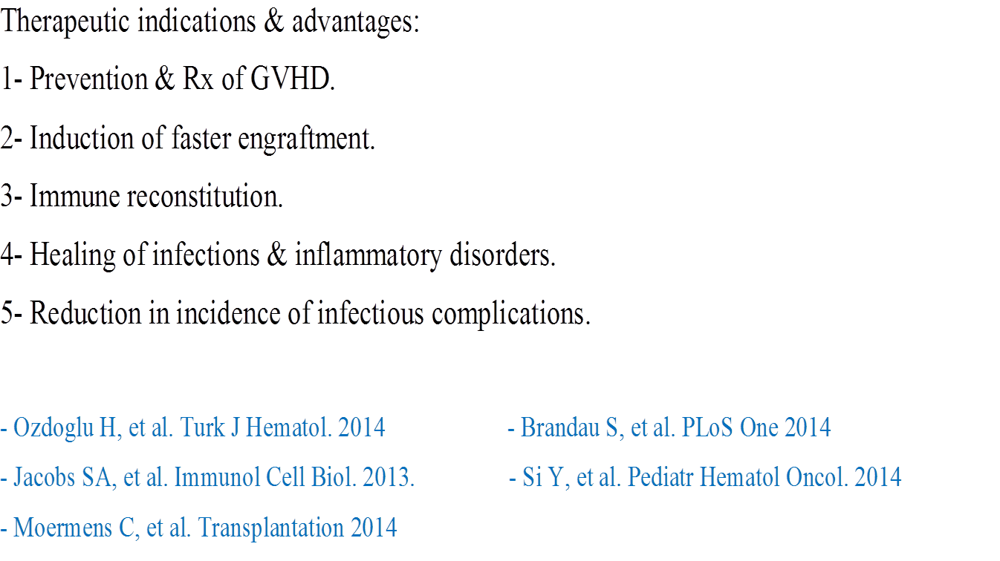 Therapeutic indications & advantages:
1- Prevention & Rx of GVHD.
2- Induction of faster engraftment.
3- Immune reconstitution.
4- Healing of infections & inflammatory disorders.
5- Reduction in incidence of infectious complications.
- Ozdoglu H, et al. Turk J Hematol. 2014 - Brandau S, et al. PLoS One 2014
- Jacobs SA, et al. Immunol Cell Biol. 2013. - Si Y, et al. Pediatr Hematol Oncol. 2014
- Moermens C, et al. Transplantation 2014